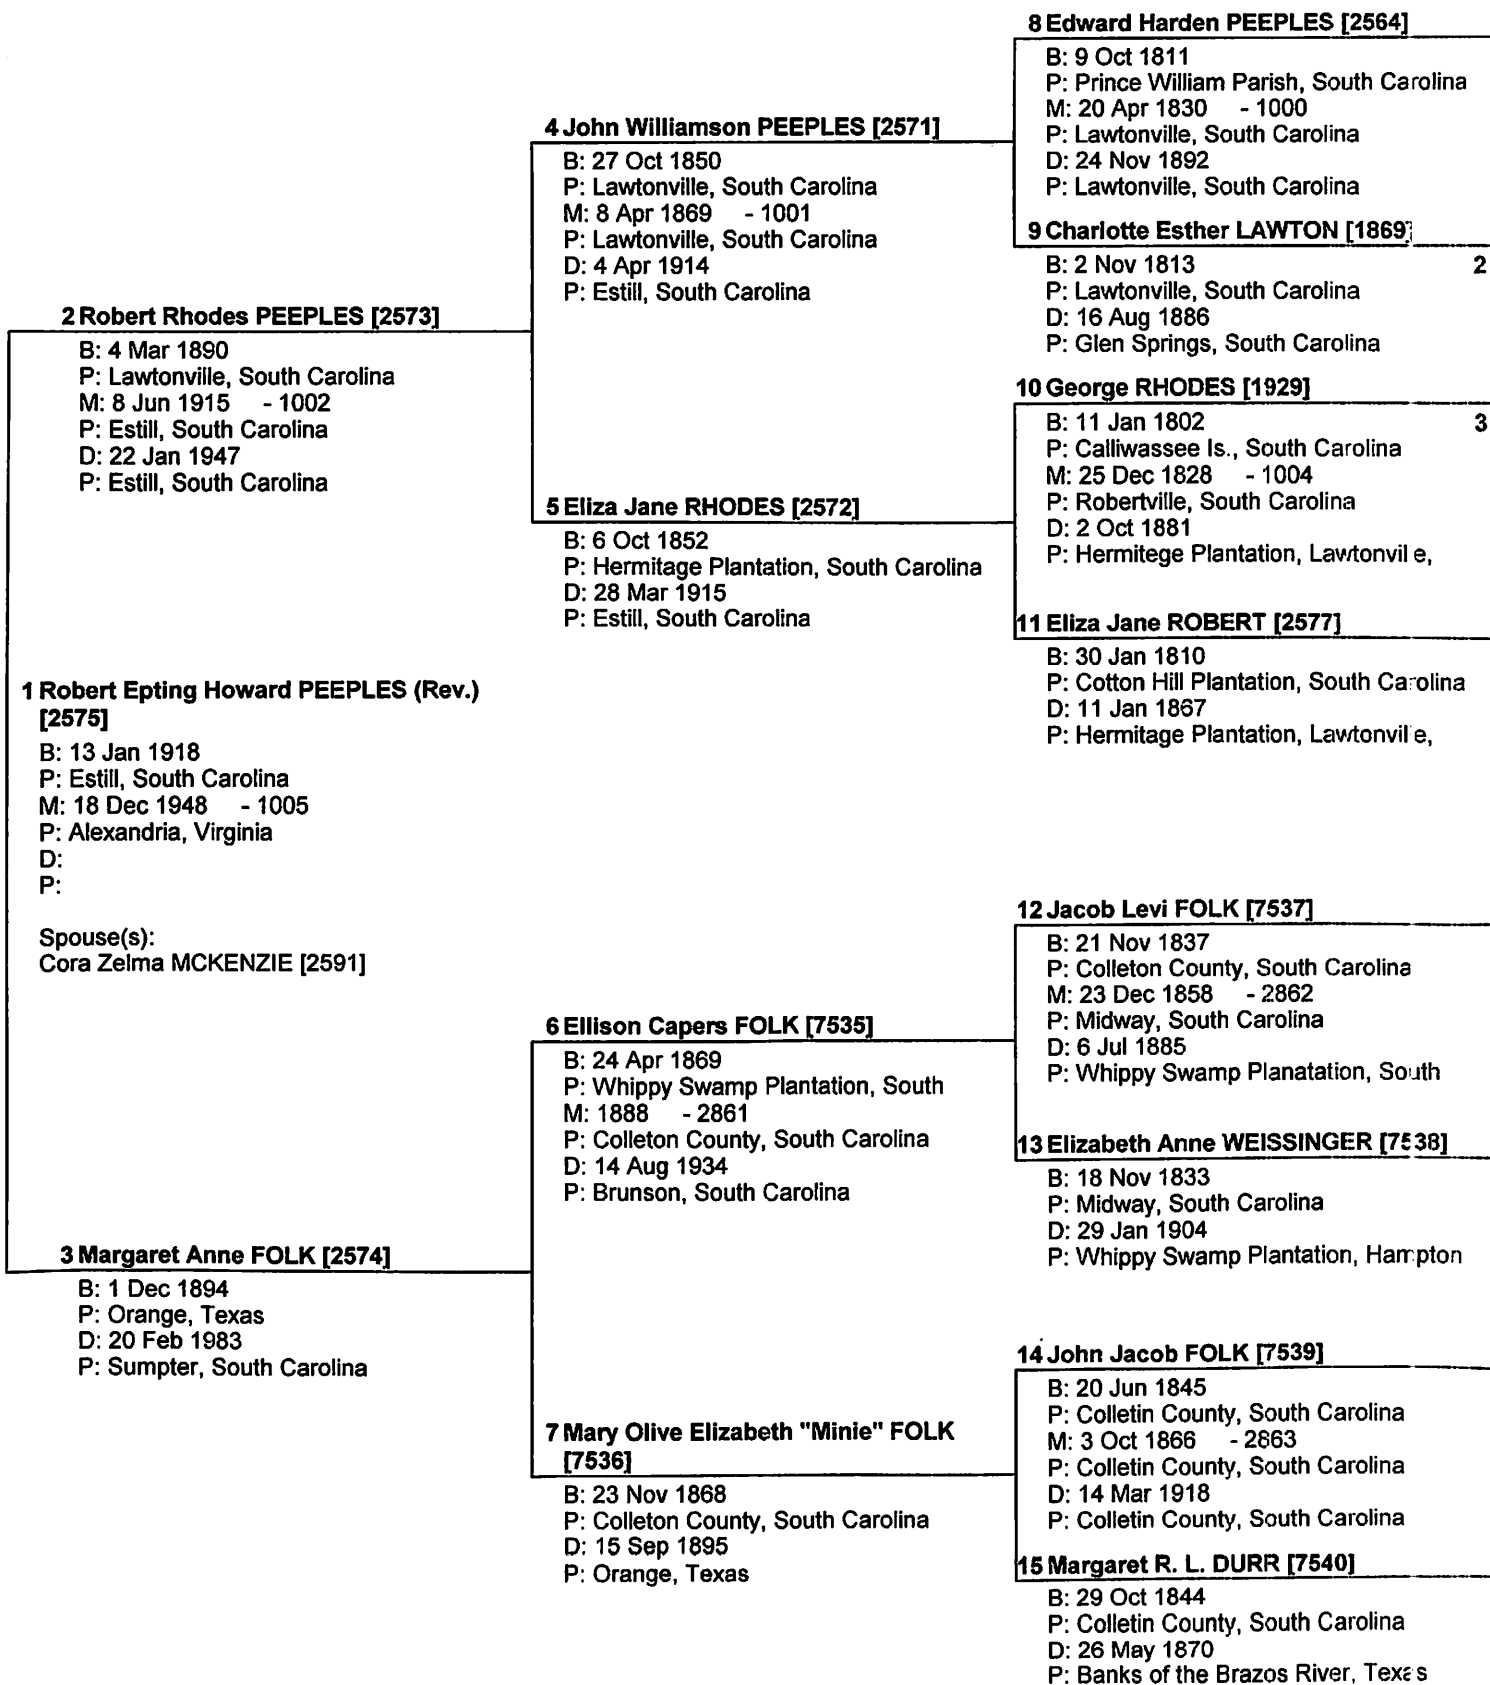 8 Edward Harden PEEPLES [2564]
B: 9 Oct 1811
P: Prince William Parish, South Carolina
M: 20 Apr 1830 - 1000
P: Lawtonville, South Carolina
D: 24 Nov 1892
P: Lawtonville, South Carolina
4 John Williamson PEEPLES [2571]
B: 27 Oct 1850
P: Lawtonville, South Carolina
M: 8 Apr 1869 - 1001
P: Lawtonville, South Carolina
D: 4 Apr 1914
P: Estill, South Carolina
9 Charlotte Esther LAWTON [1869]
B: 2 Nov 1813 2
P: Lawtonville, South Carolina
D: 16 Aug 1886
P: Glen Springs, South Carolina
2 Robert Rhodes PEEPLES [2573]
B: 4 Mar 1890
P: Lawtonville, South Carolina
M: 8 Jun 1915 - 1002
P: Estill, South Carolina
D: 22 Jan 1947
P: Estill, South Carolina
10 George RHODES [1929]
B: 11 Jan 1802 3
P: Calliwassee Is., South Carolina
M: 25 Dec 1828 - 1004
P: Robertville, South Carolina
D: 2 Oct 1881
P: Hermitege Plantation, Lawtonville,
5 Eliza Jane RHODES [2572]
B: 6 Oct 1852
P: Hermitage Plantation, South Carolina
D: 28 Mar 1915
P: Estill, South Carolina
11 Eliza Jane ROBERT [2577]
B: 30 Jan 1810
P: Cotton Hill Plantation, South Carolina
D: 11 Jan 1867
P: Hermitage Plantation, Lawtonville,
1 Robert Epting Howard PEEPLES (Rev.)
[2575]
B: 13 Jan 1918
P: Estill, South Carolina
M: 18 Dec 1948 - 1005
P: Alexandria, Virginia
D:
P:
Spouse(s):
Cora Zelma MCKENZIE [2591]
12 Jacob Levi FOLK [7537]
B: 21 Nov 1837
P: Colleton County, South Carolina
M: 23 Dec 1858 - 2862
P: Midway, South Carolina
D: 6 Jul 1885
P: Whippy Swamp Planatation, South
6 Ellison Capers FOLK [7535]
B: 24 Apr 1869
P: Whippy Swamp Plantation, South
M: 1888 - 2861
P: Colleton County, South Carolina
D: 14 Aug 1934
P: Brunson, South Carolina
13 Elizabeth Anne WEISSINGER [7538]
B: 18 Nov 1833
P: Midway, South Carolina
D: 29 Jan 1904
P: Whippy Swamp Plantation, Hampton
3 Margaret Anne FOLK [2574]
B: 1 Dec 1894
P: Orange, Texas
D: 20 Feb 1983
P: Sumpter, South Carolina
14 John Jacob FOLK [7539]
B: 20 Jun 1845
P: Colletin County, South Carolina
M: 3 Oct 1866 - 2863
P: Colletin County, South Carolina
D: 14 Mar 1918
P: Colletin County, South Carolina
7 Mary Olive Elizabeth "Minie" FOLK
[7536]
B: 23 Nov 1868
P: Colleton County, South Carolina
D: 15 Sep 1895
P: Orange, Texas
15 Margaret R. L. DURR [7540]
B: 29 Oct 1844
P: Colletin County, South Carolina
D: 26 May 1870
P: Banks of the Brazos River, Texas